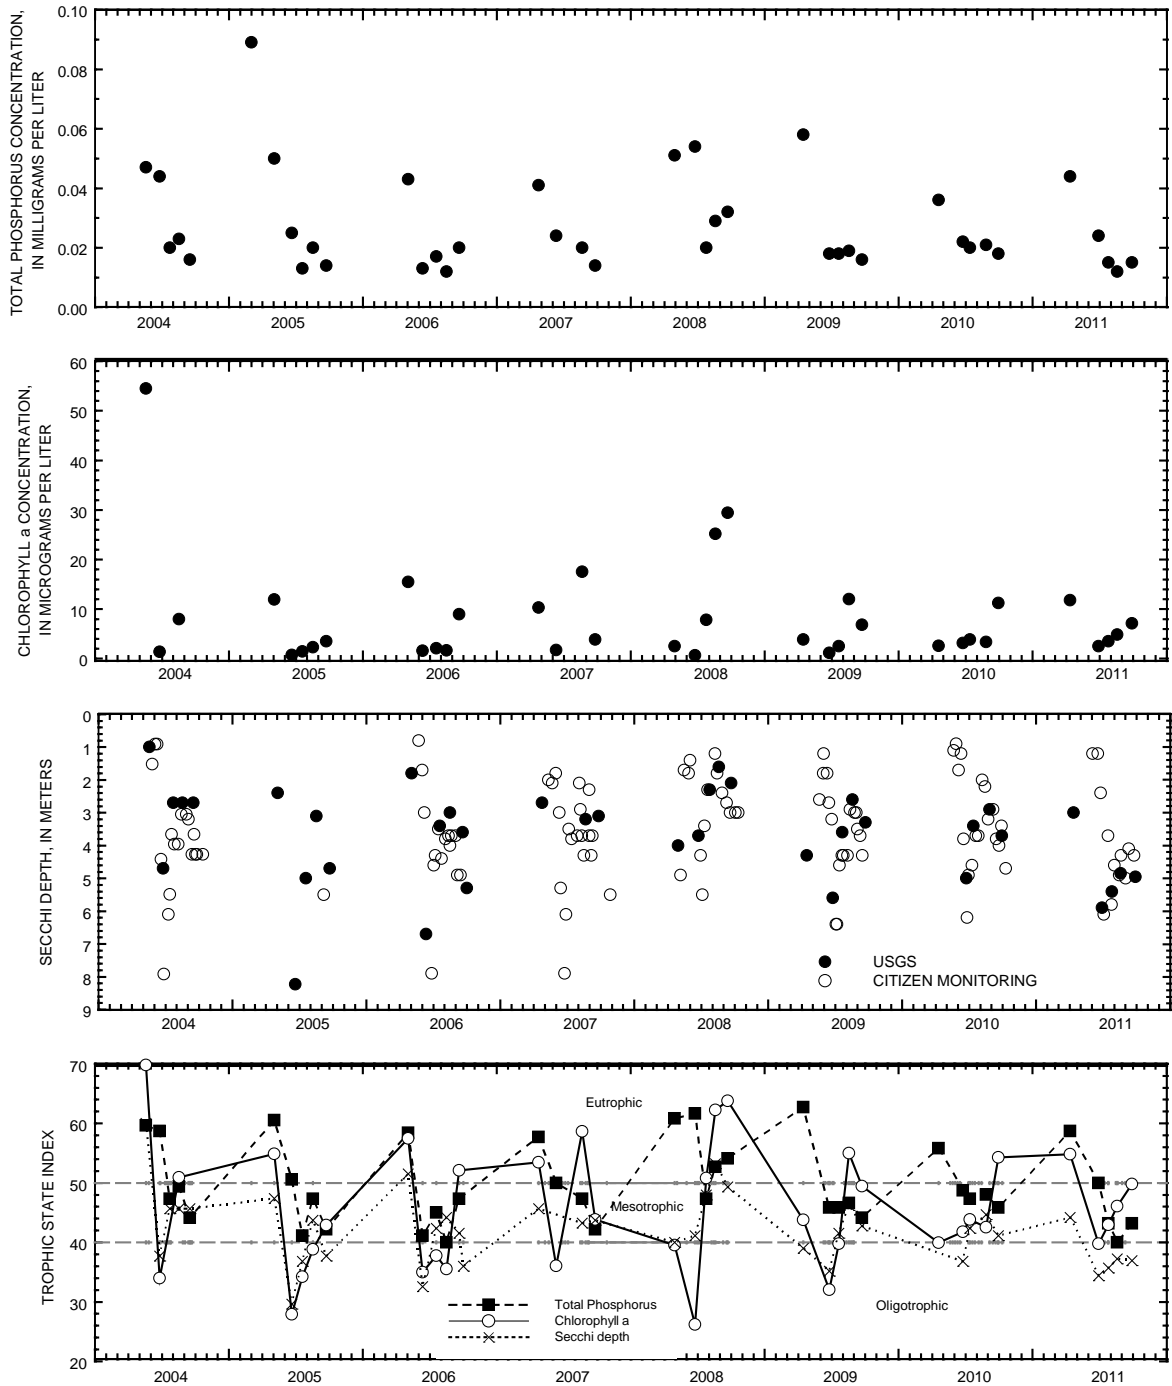 TOTAL PHOSPHORUS CONCENTRATION,
IN MILLIGRAMS PER LITER
0.10
0.08
0.06
0.04
0.02
0.00
2004 2005 2006 2007 2008 2009 2010 2011
CHLOROPHYLL a CONCENTRATION,
IN MICROGRAMS PER LITER
60
50
40
30
20
10
0
2004 2005 2006 2007 2008 2009 2010 2011
SECCHI DEPTH, IN METERS
0
1
2
3
4
5
6
7
8
9
USGS
CITIZEN MONITORING
2004 2005 2006 2007 2008 2009 2010 2011
TROPHIC STATE INDEX
70
60
50
40
30
20
Eutrophic
Mesotrophic
Oligotrophic
Total Phosphorus
Chlorophyll a
Secchi depth
2004 2005 2006 2007 2008 2009 2010 2011